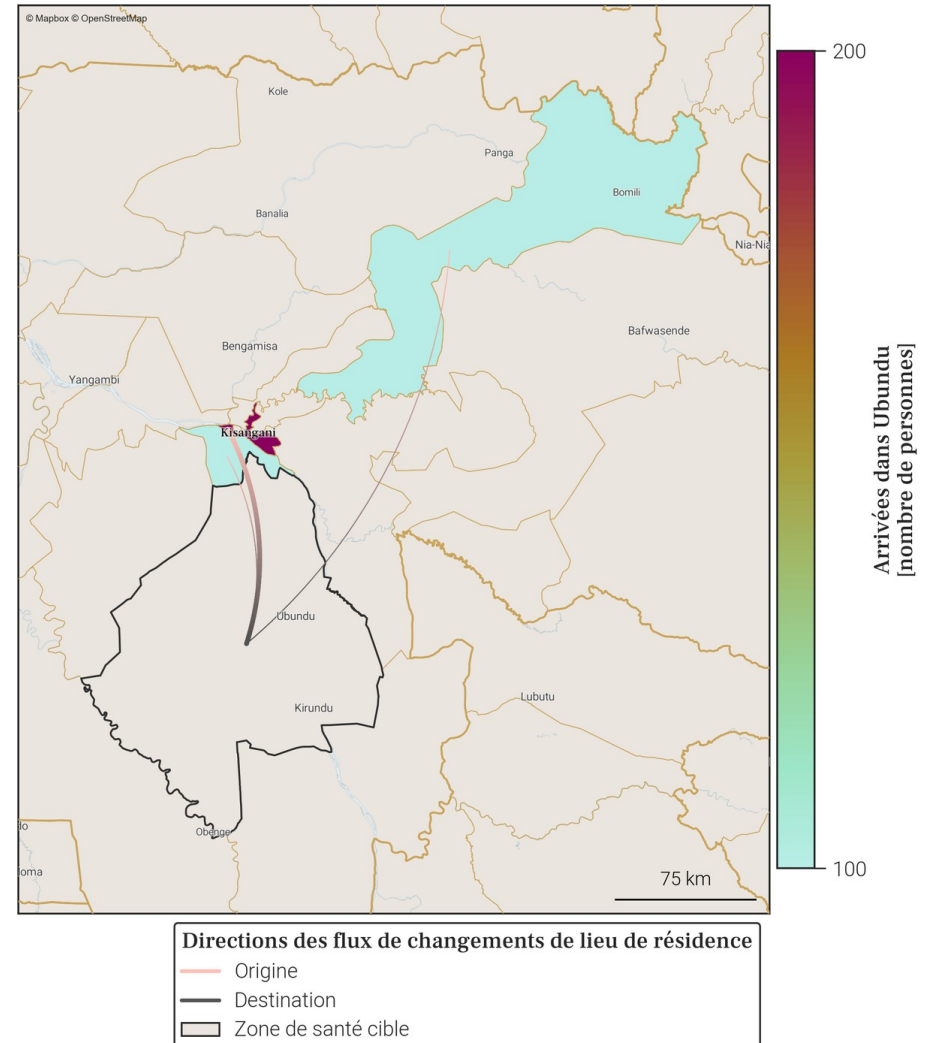 © Mapbox © OpenStreetMap
Kole
Panga
Bomili
Banalia
Nia-Nia
Bafwasende
Bengamisa
Yangambi
Kisangani
Ubundu
Lubutu
Kirundu
Obenge
lo
loma
75 km
200
100
Arrivées dans Ubundu
[nombre de personnes]
Directions des flux de changements de lieu de résidence
Origine
Destination
Zone de santé cible